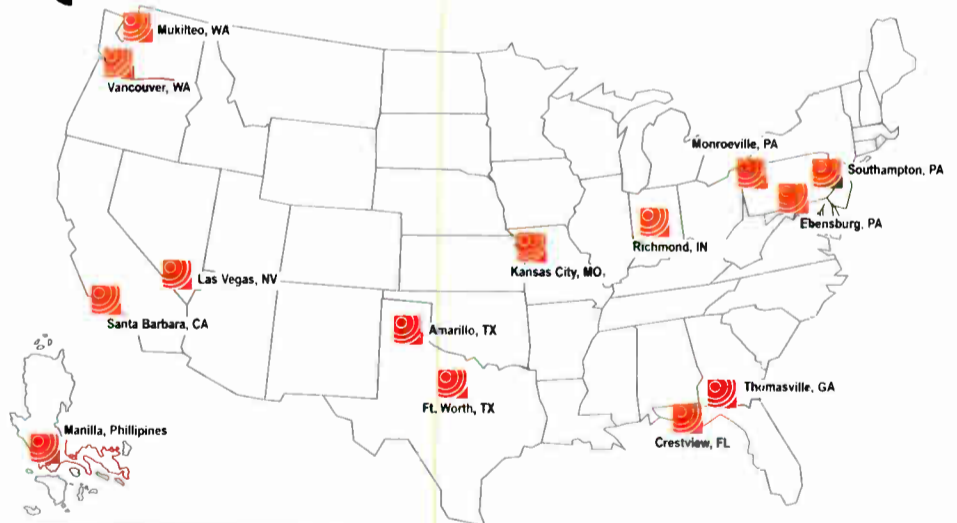 Mukilteo, WA
Vancouver, WA
Monroeville, PA
Southampton, PA
Ebensburg, PA
Richmond, IN
Kansas City, MO.
Las Vegas, NV
Santa Barbara, CA
Amarillo, TX
Ft. Worth, TX
Thomasville, GA
Crestview, FL
Manilla, Phillipines